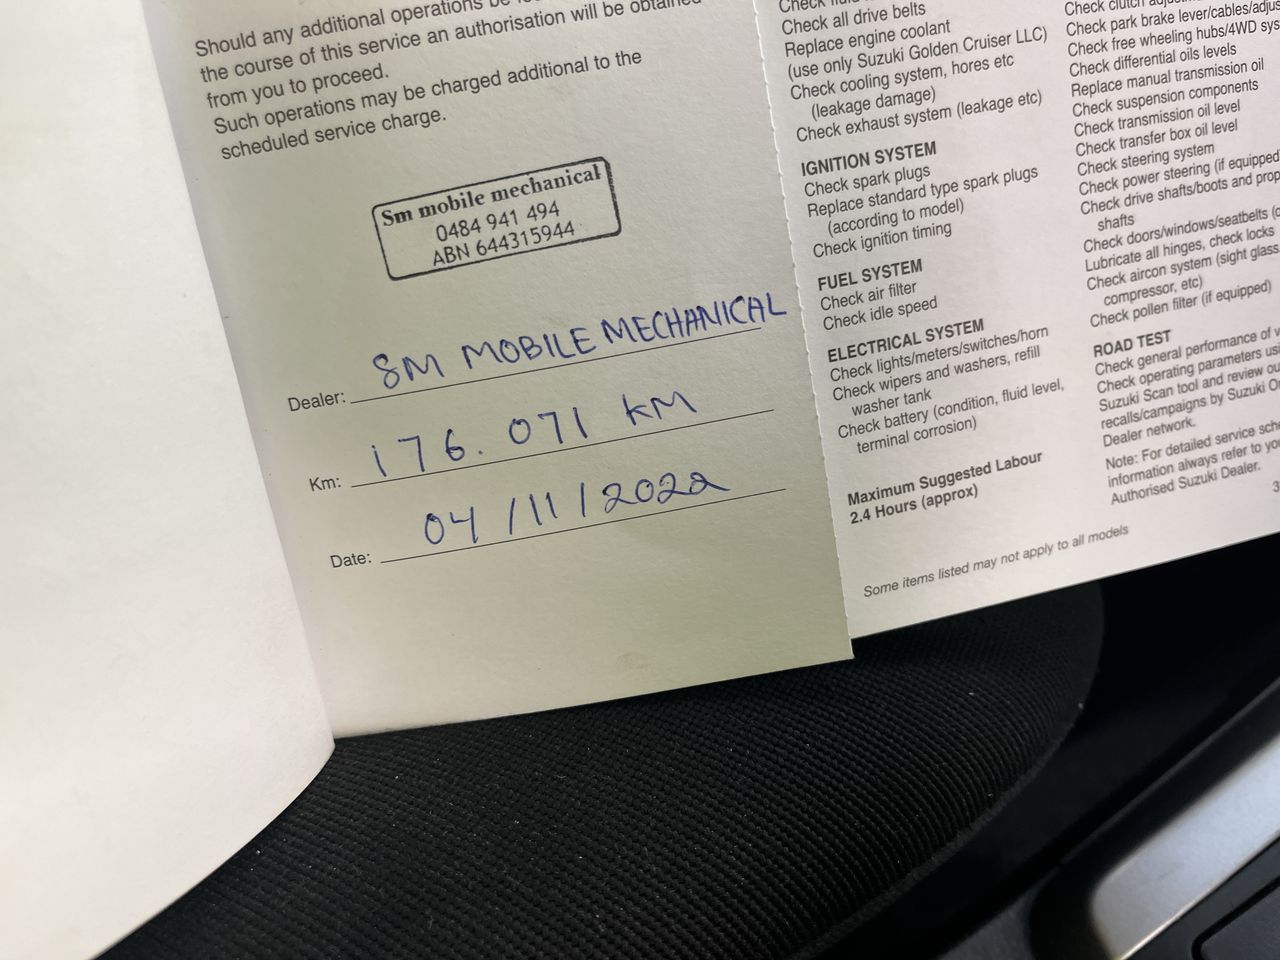 Should any additional operations be
the course of this service an authorisation will be obtained
from you to proceed.
Such operations may be charged additional to the
scheduled service charge.
Sm mobile mechanical
0484 941 494
ABN 644315944
Dealer: SM MOBILE MECHANICAL
Km: 176.071 KM
Date: 04/11/2022
Check fluid
Check all drive belts
Replace engine coolant
(use only Suzuki Golden Cruiser LLC)
Check cooling system, hores etc
(leakage damage)
Check exhaust system (leakage etc)
IGNITION SYSTEM
Check spark plugs
Replace standard type spark plugs
(according to model)
Check ignition timing
FUEL SYSTEM
Check air filter
Check idle speed
ELECTRICAL SYSTEM
Check lights/meters/switches/horn
Check wipers and washers, refill
washer tank
Check battery (condition, fluid level,
terminal corrosion)
Maximum Suggested Labour
2.4 Hours (approx)
Some items listed may not apply to all models
Check clutch
Check park brake lever/cables/adjus
Check free wheeling hubs/4WD sys
Check differential oils levels
Replace manual transmission oil
Check suspension components
Check transmission oil level
Check transfer box oil level
Check steering system
Check power steering (if equipped)
Check drive shafts/boots and prop
shafts
Check doors/windows/seatbelts
Lubricate all hinges, check locks
Check aircon system (sight glass
compressor, etc)
Check pollen filter (if equipped)
ROAD TEST
Check general performance of
Check operating parameters usi
Suzuki Scan tool and review ou
recalls/campaigns by Suzuki
Dealer network.
Note: For detailed service sche
information always refer to yo
Authorised Suzuki Dealer.
3